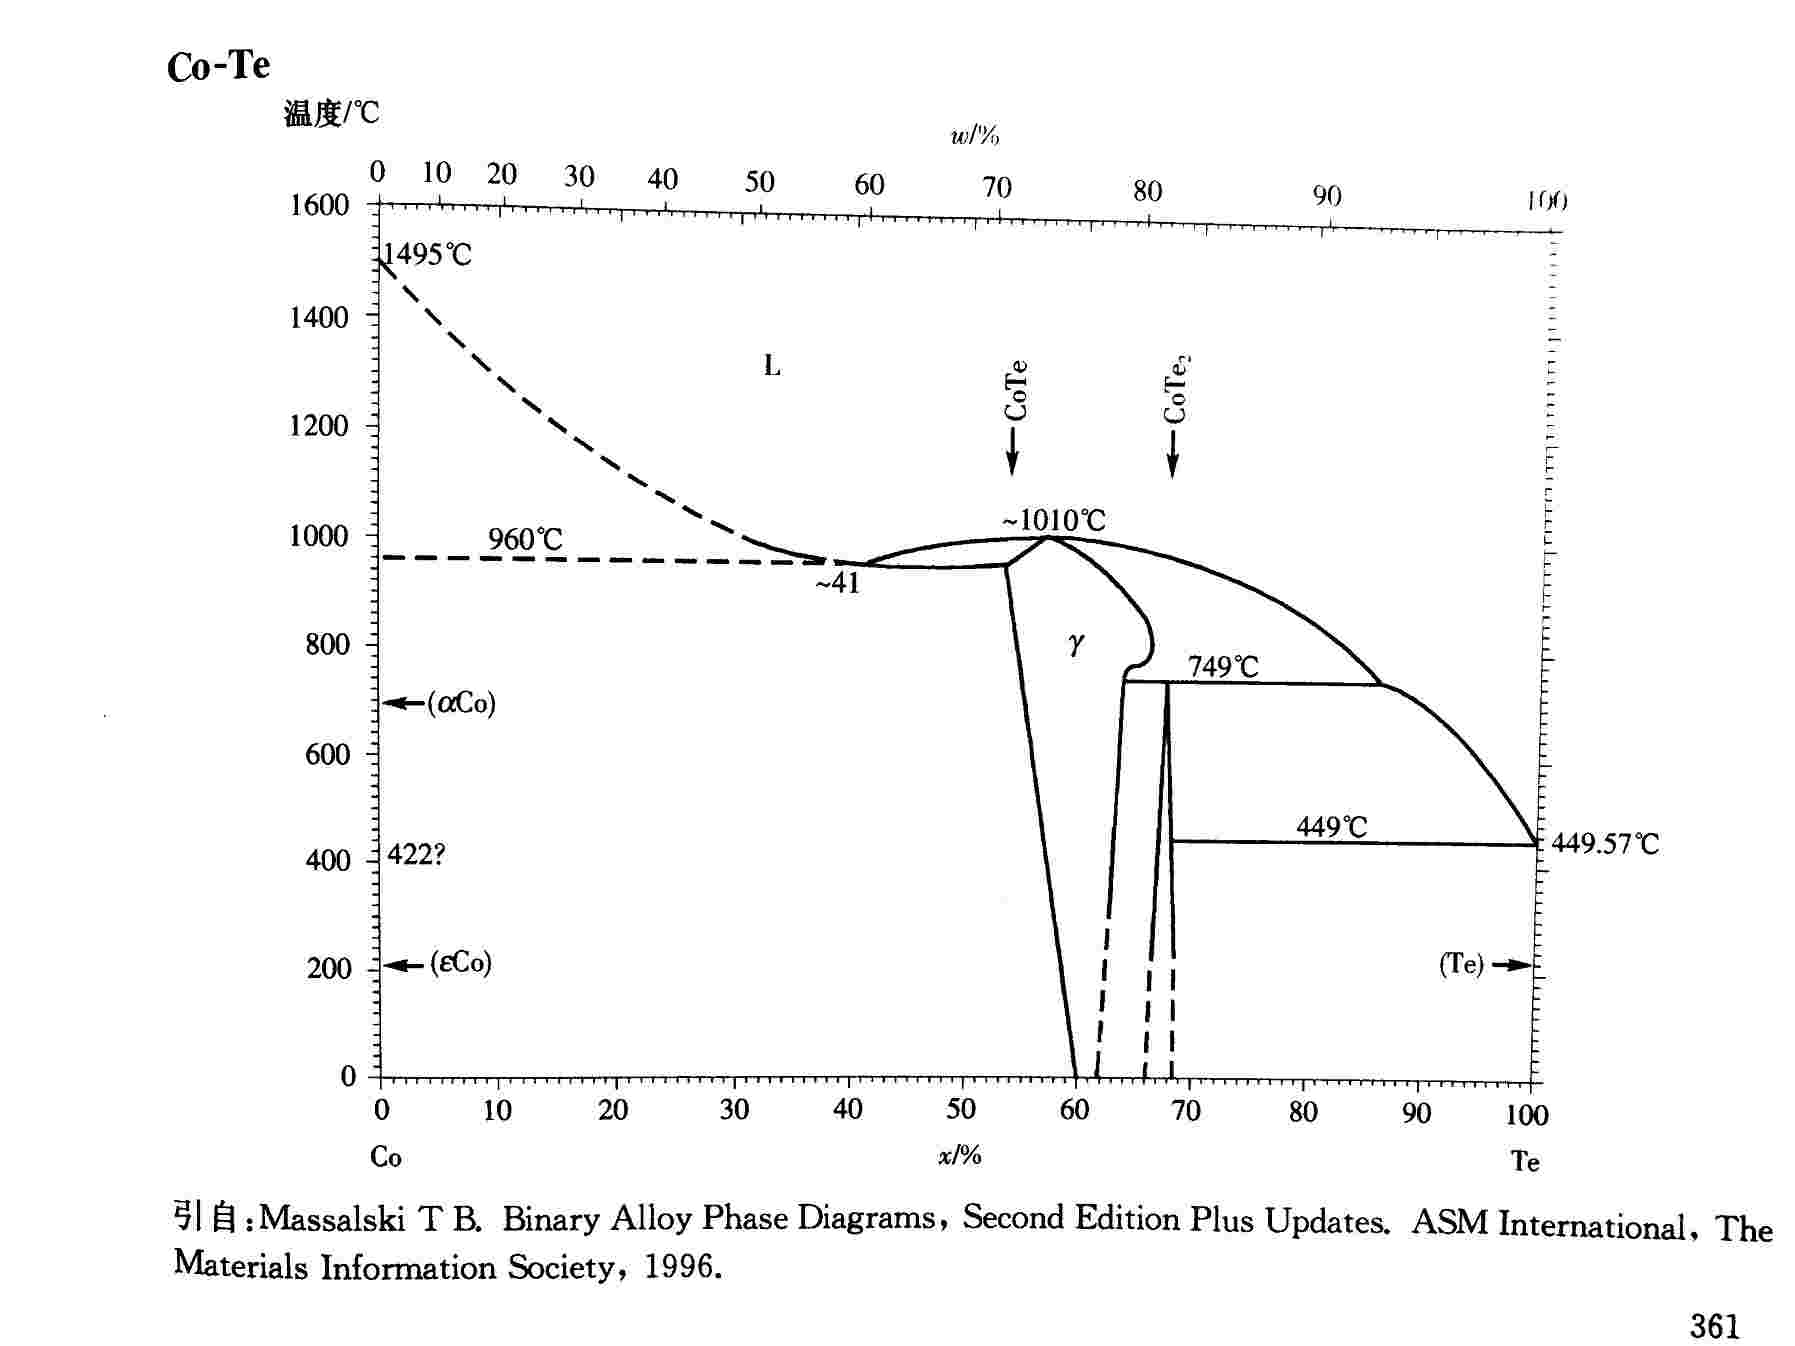 Co-Te
温度/℃
w/%
0 10 20 30 40 50 60 70 80 90 100
1600
1495℃
1400
L
CoTe
CoTe₂
1200
~1010℃
1000
960℃
~41
800
γ
749℃
(αCo)
600
449℃
449.57℃
400
422?
200
(εCo)
(Te)
0
0 10 20 30 40 50 60 70 80 90 100
Co
x/%
Te
引自:Massalski T B. Binary Alloy Phase Diagrams, Second Edition Plus Updates. ASM International, The
Materials Information Society, 1996.
361